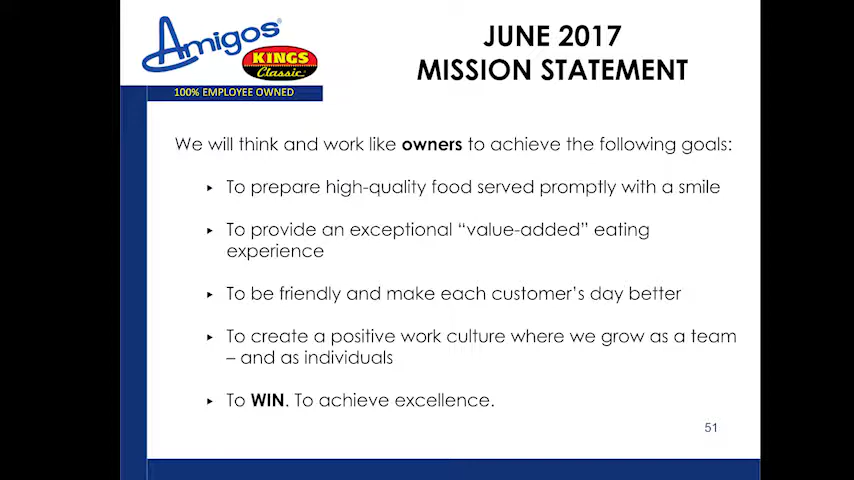 Amigos
KINGS
Classic
100% EMPLOYEE OWNED
JUNE 2017
MISSION STATEMENT
We will think and work like owners to achieve the following goals:
▸ To prepare high-quality food served promptly with a smile
▸ To provide an exceptional “value-added” eating
experience
▸ To be friendly and make each customer’s day better
▸ To create a positive work culture where we grow as a team
– and as individuals
▸ To WIN. To achieve excellence.
51